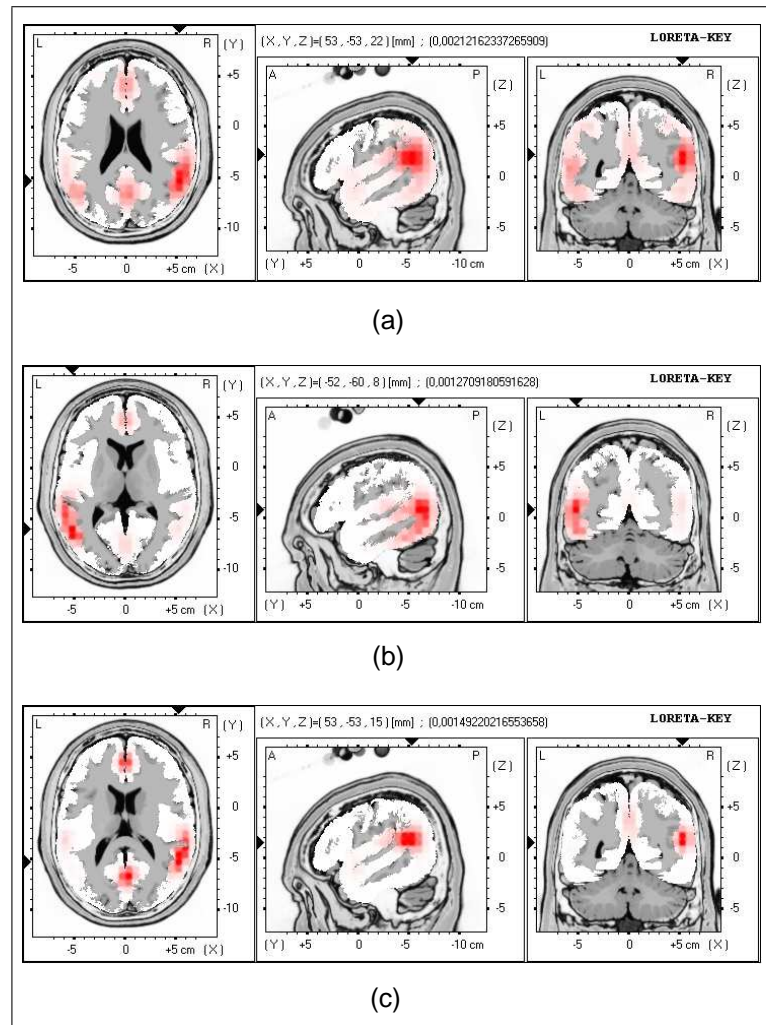 L R (Y) (X,Y,Z)=(53,-53,22)[mm] ; (0,00212162337265909) LORETA-KEY
A P (Z) L R (Z)
+5 0 -5 -10
+5 0 -5
+5 0 -5
-5 0 +5 cm (X) (Y) +5 0 -5 -10 cm -5 0 +5 cm (X)
(a)
L R (Y) (X,Y,Z)=(-52,-60,8)[mm] ; (0,0012709180591628) LORETA-KEY
A P (Z) L R (Z)
+5 0 -5 -10
+5 0 -5
+5 0 -5
-5 0 +5 cm (X) (Y) +5 0 -5 -10 cm -5 0 +5 cm (X)
(b)
L R (Y) (X,Y,Z)=(53,-53,15)[mm] ; (0,00149220216553658) LORETA-KEY
A P (Z) L R (Z)
+5 0 -5 -10
+5 0 -5
+5 0 -5
-5 0 +5 cm (X) (Y) +5 0 -5 -10 cm -5 0 +5 cm (X)
(c)